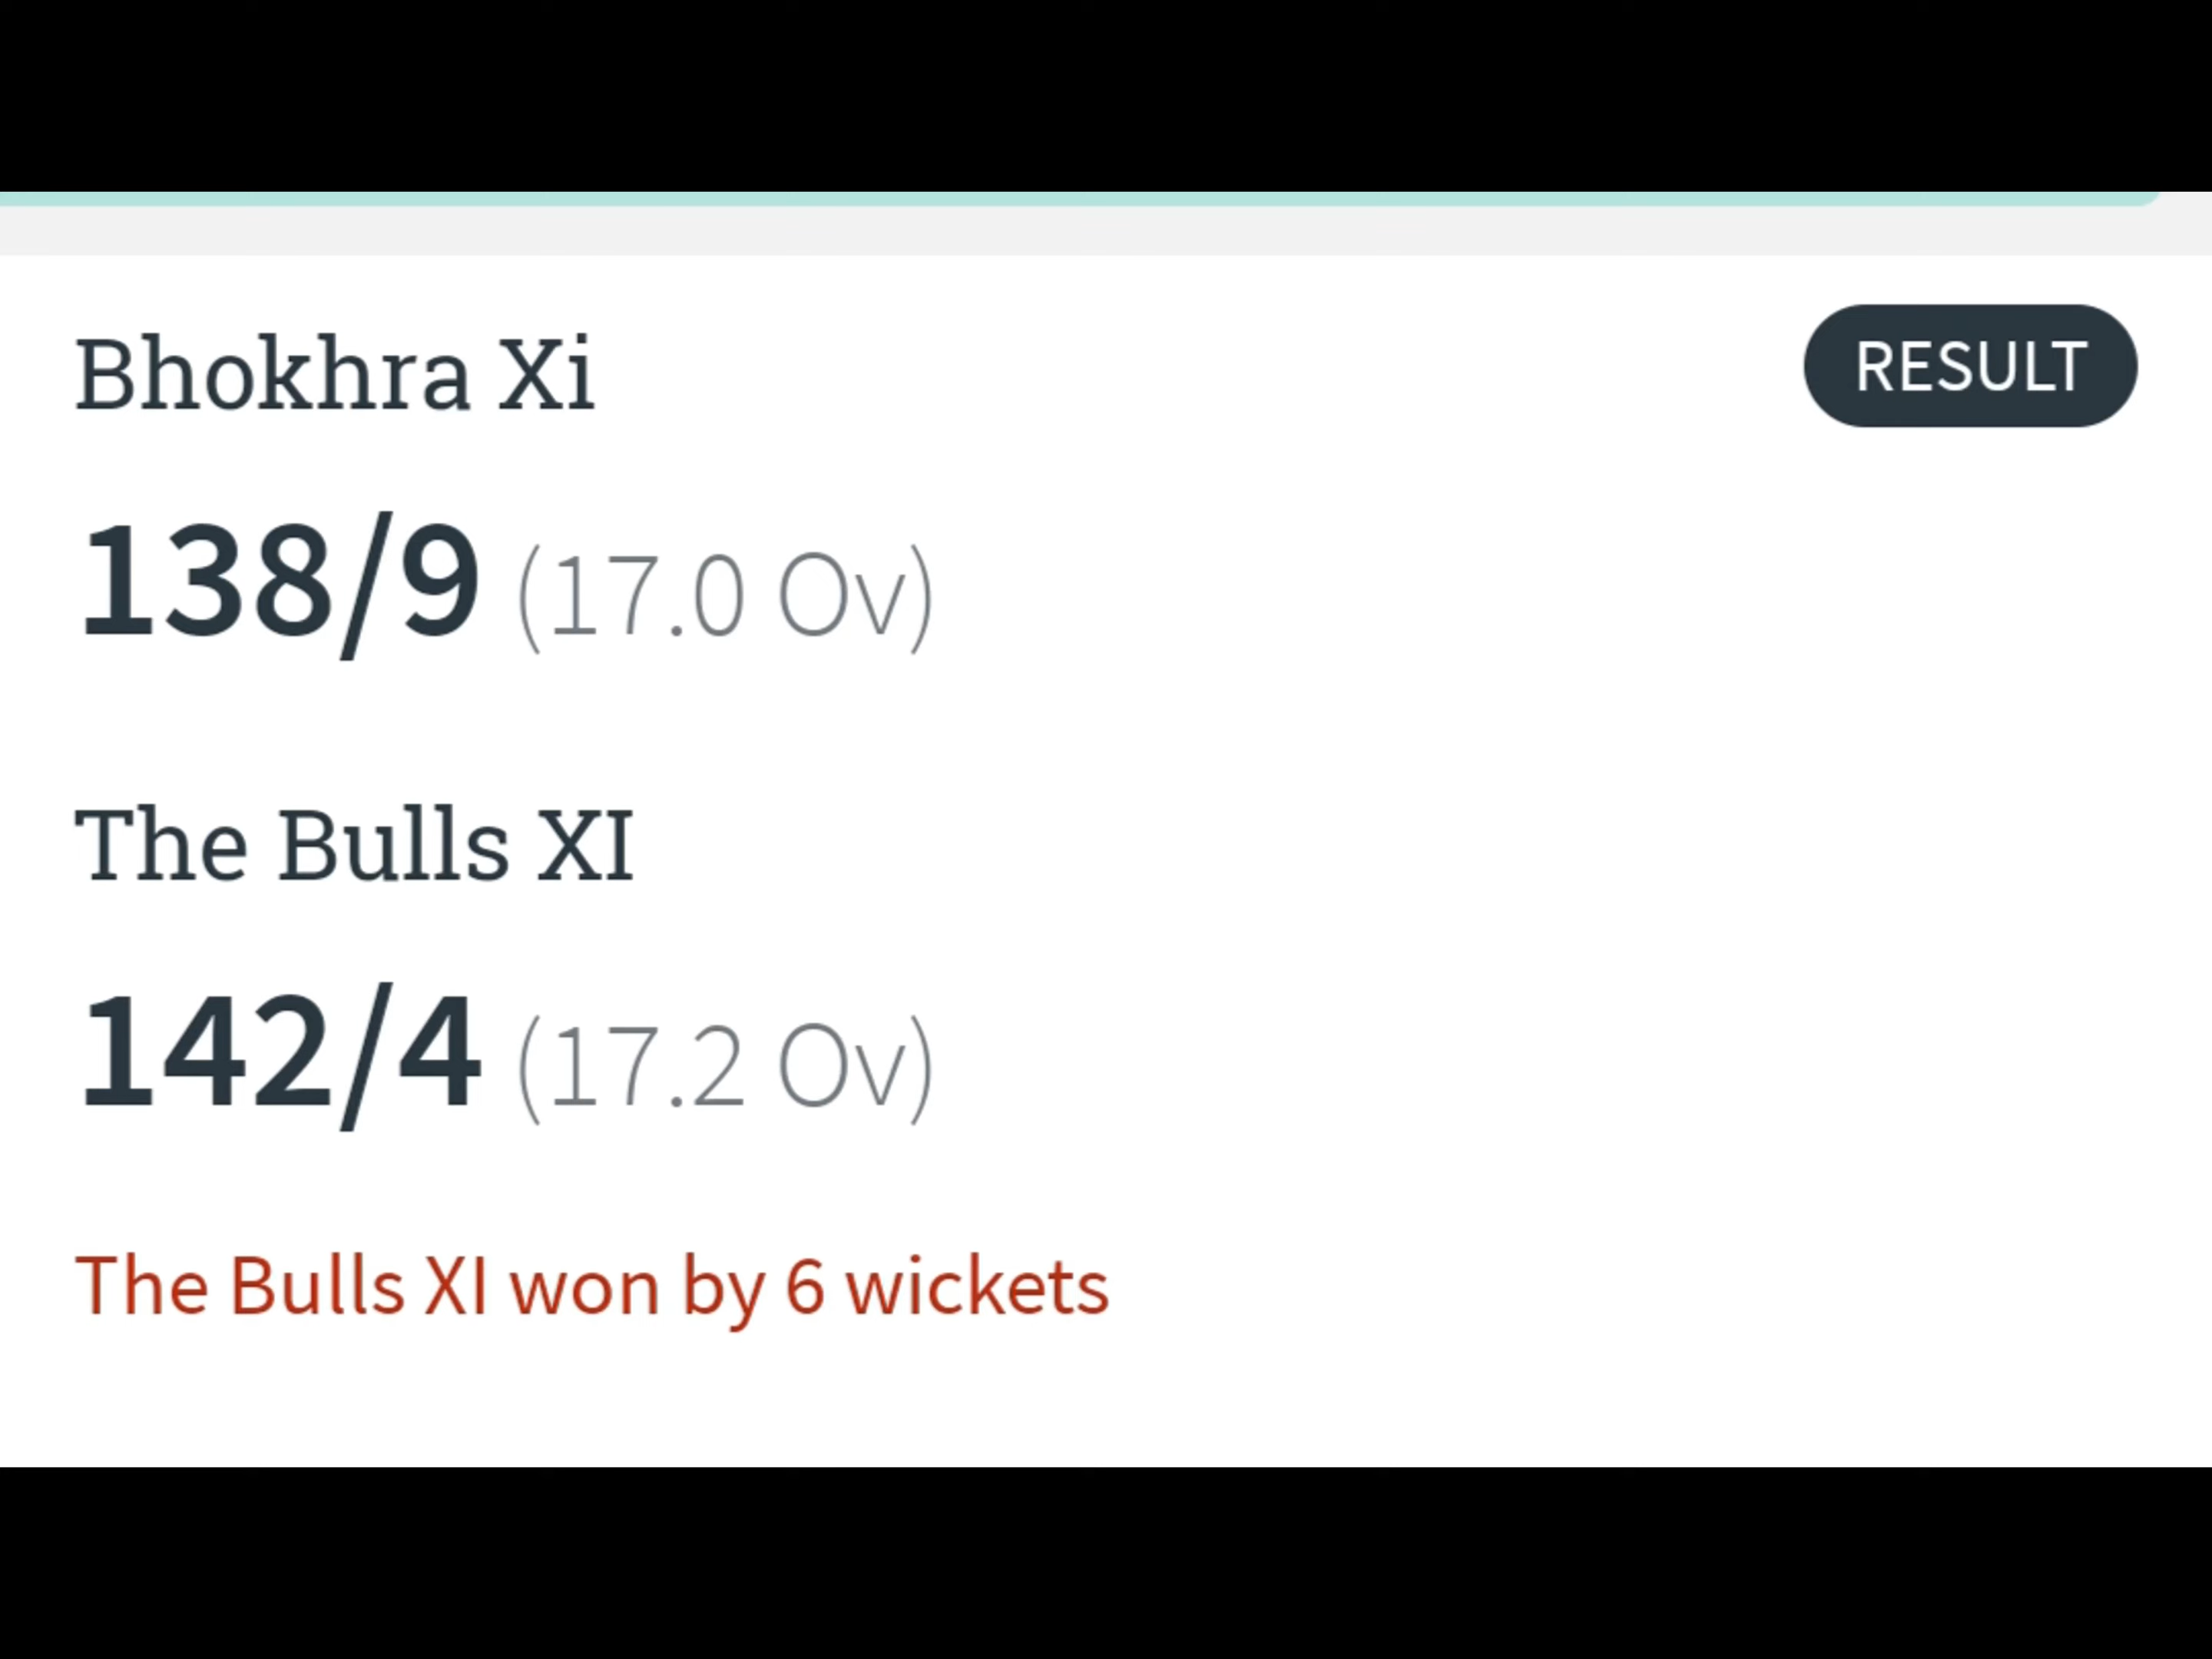 Bhokhra Xi
RESULT
138/9 (17.0 Ov)
The Bulls XI
142/4 (17.2 Ov)
The Bulls XI won by 6 wickets